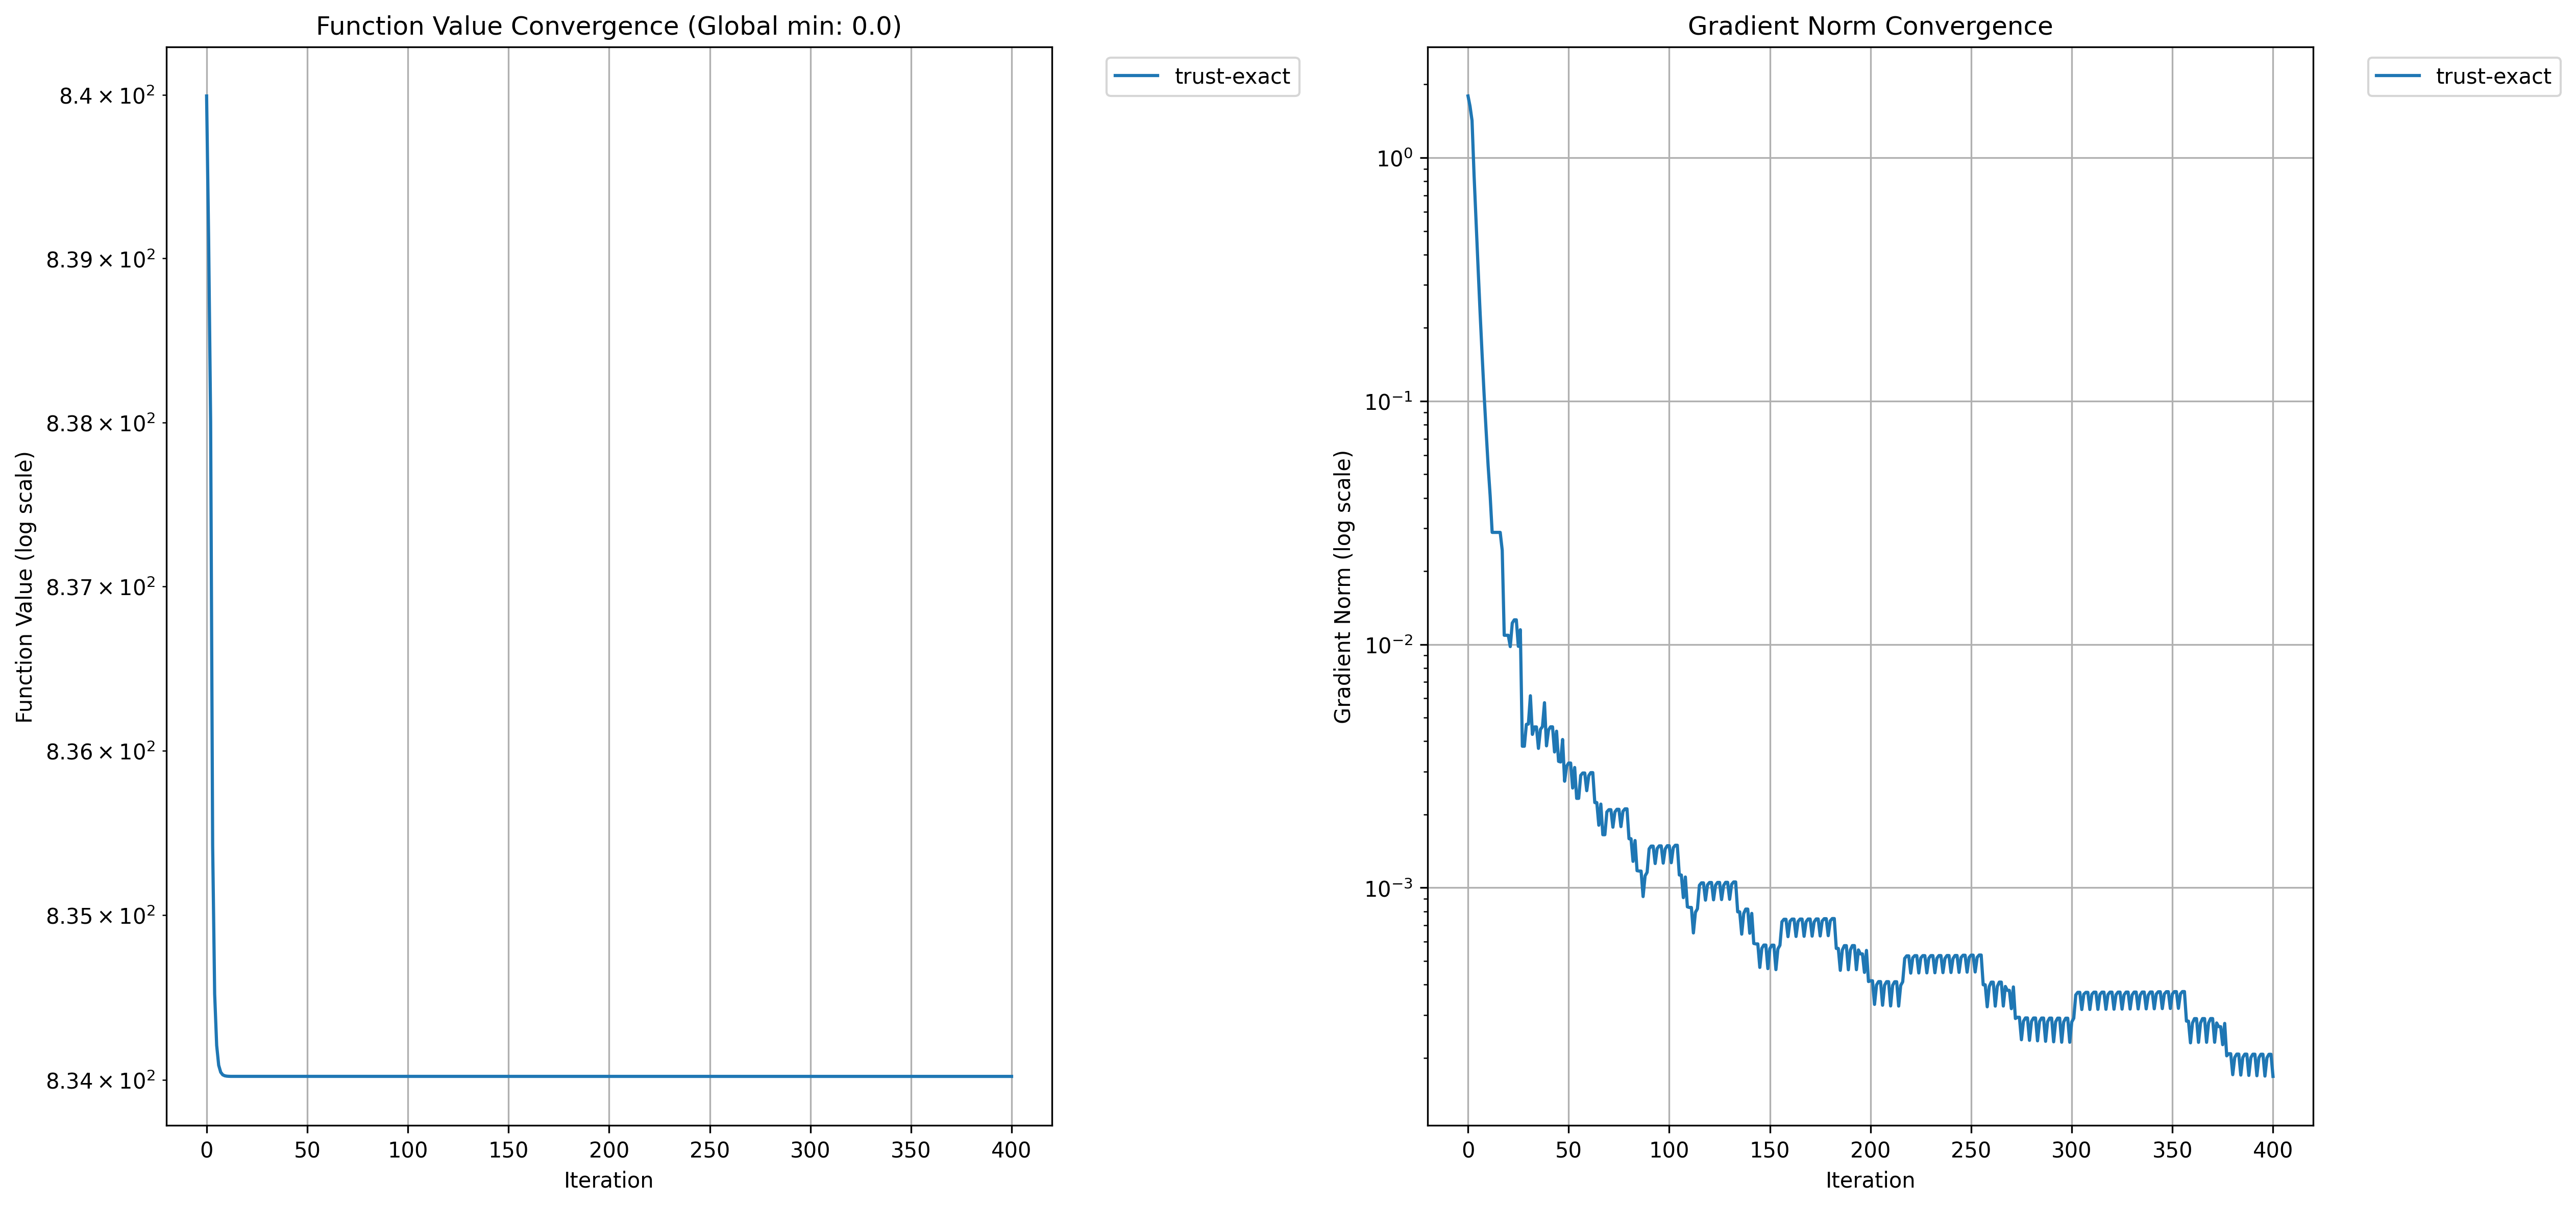 Function Value Convergence (Global min: 0.0)
Function Value (log scale)
8.4 × 10²
8.39 × 10²
8.38 × 10²
8.37 × 10²
8.36 × 10²
8.35 × 10²
8.34 × 10²
0 50 100 150 200 250 300 350 400
Iteration
trust-exact
Gradient Norm Convergence
Gradient Norm (log scale)
10⁰
10⁻¹
10⁻²
10⁻³
0 50 100 150 200 250 300 350 400
Iteration
trust-exact